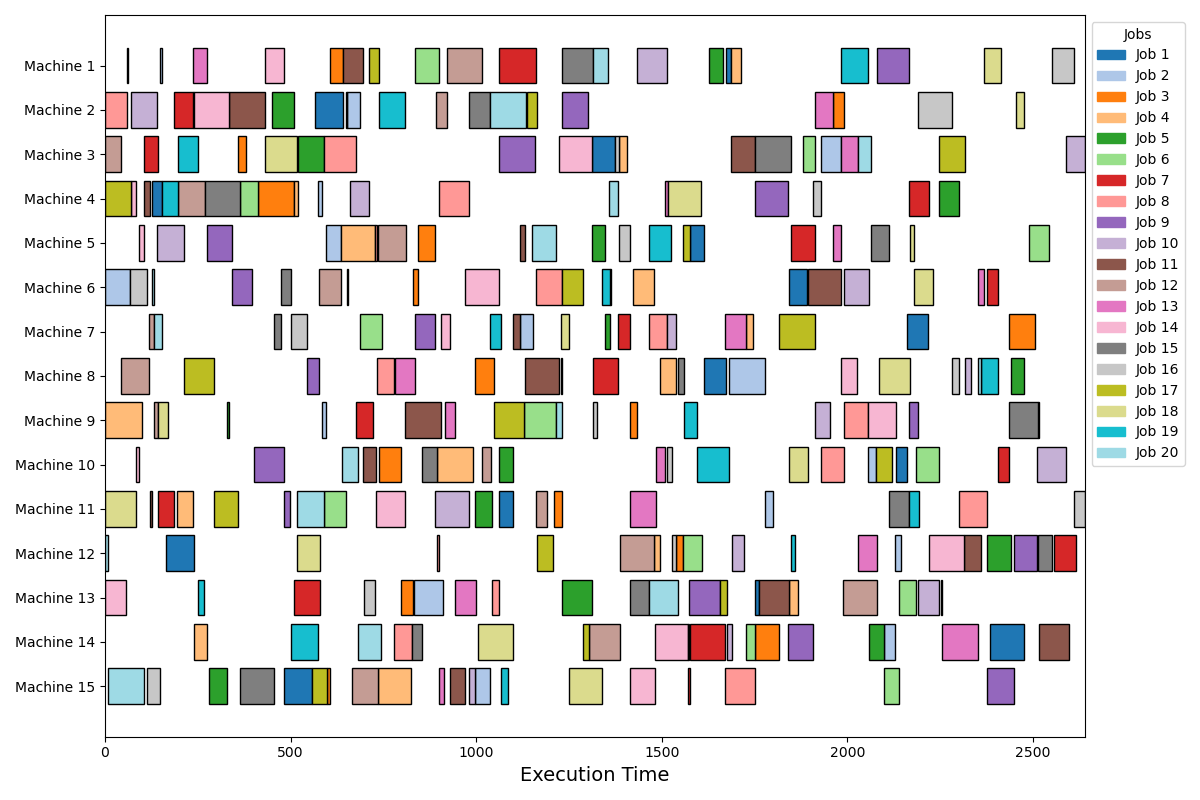 Machine 1
Machine 2
Machine 3
Machine 4
Machine 5
Machine 6
Machine 7
Machine 8
Machine 9
Machine 10
Machine 11
Machine 12
Machine 13
Machine 14
Machine 15
0 500 1000 1500 2000 2500
Execution Time
Jobs
Job 1
Job 2
Job 3
Job 4
Job 5
Job 6
Job 7
Job 8
Job 9
Job 10
Job 11
Job 12
Job 13
Job 14
Job 15
Job 16
Job 17
Job 18
Job 19
Job 20